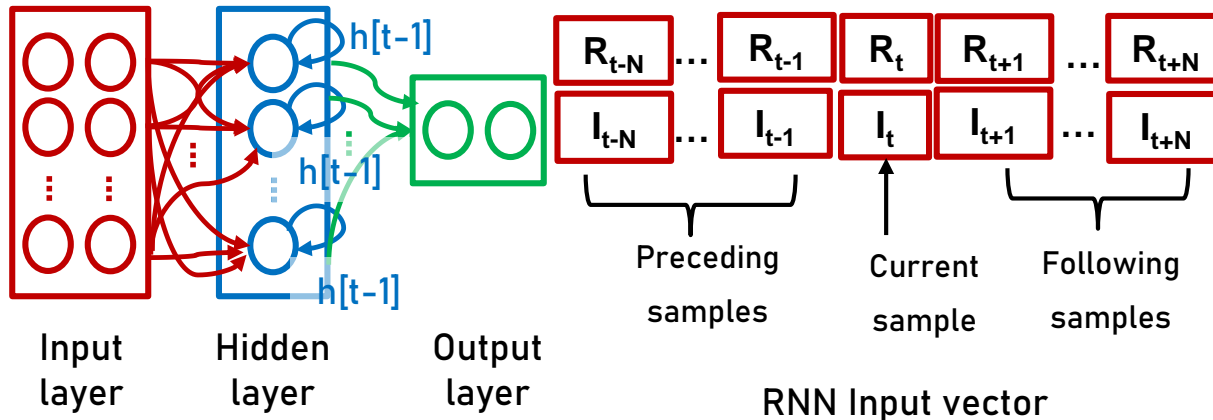 h[t-1]
h[t-1]
h[t-1]
Input
layer
Hidden
layer
Output
layer
R_{t-N} ... R_{t-1} R_t R_{t+1} ... R_{t+N}
I_{t-N} ... I_{t-1} I_t I_{t+1} ... I_{t+N}
Preceding
samples
Current
sample
Following
samples
RNN Input vector